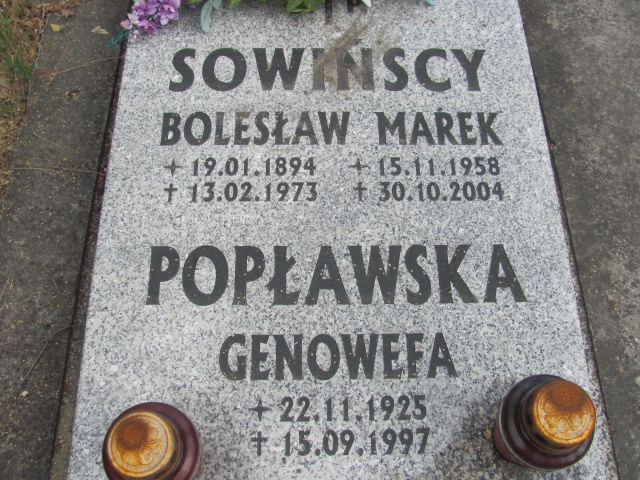 SOWIŃSCY
BOLESŁAW MAREK
19.01.1894 15.11.1958
† 13.02.1973 † 30.10.2004
POPŁAWSKA
GENOWEFA
22.11.1925
† 15.09.1997